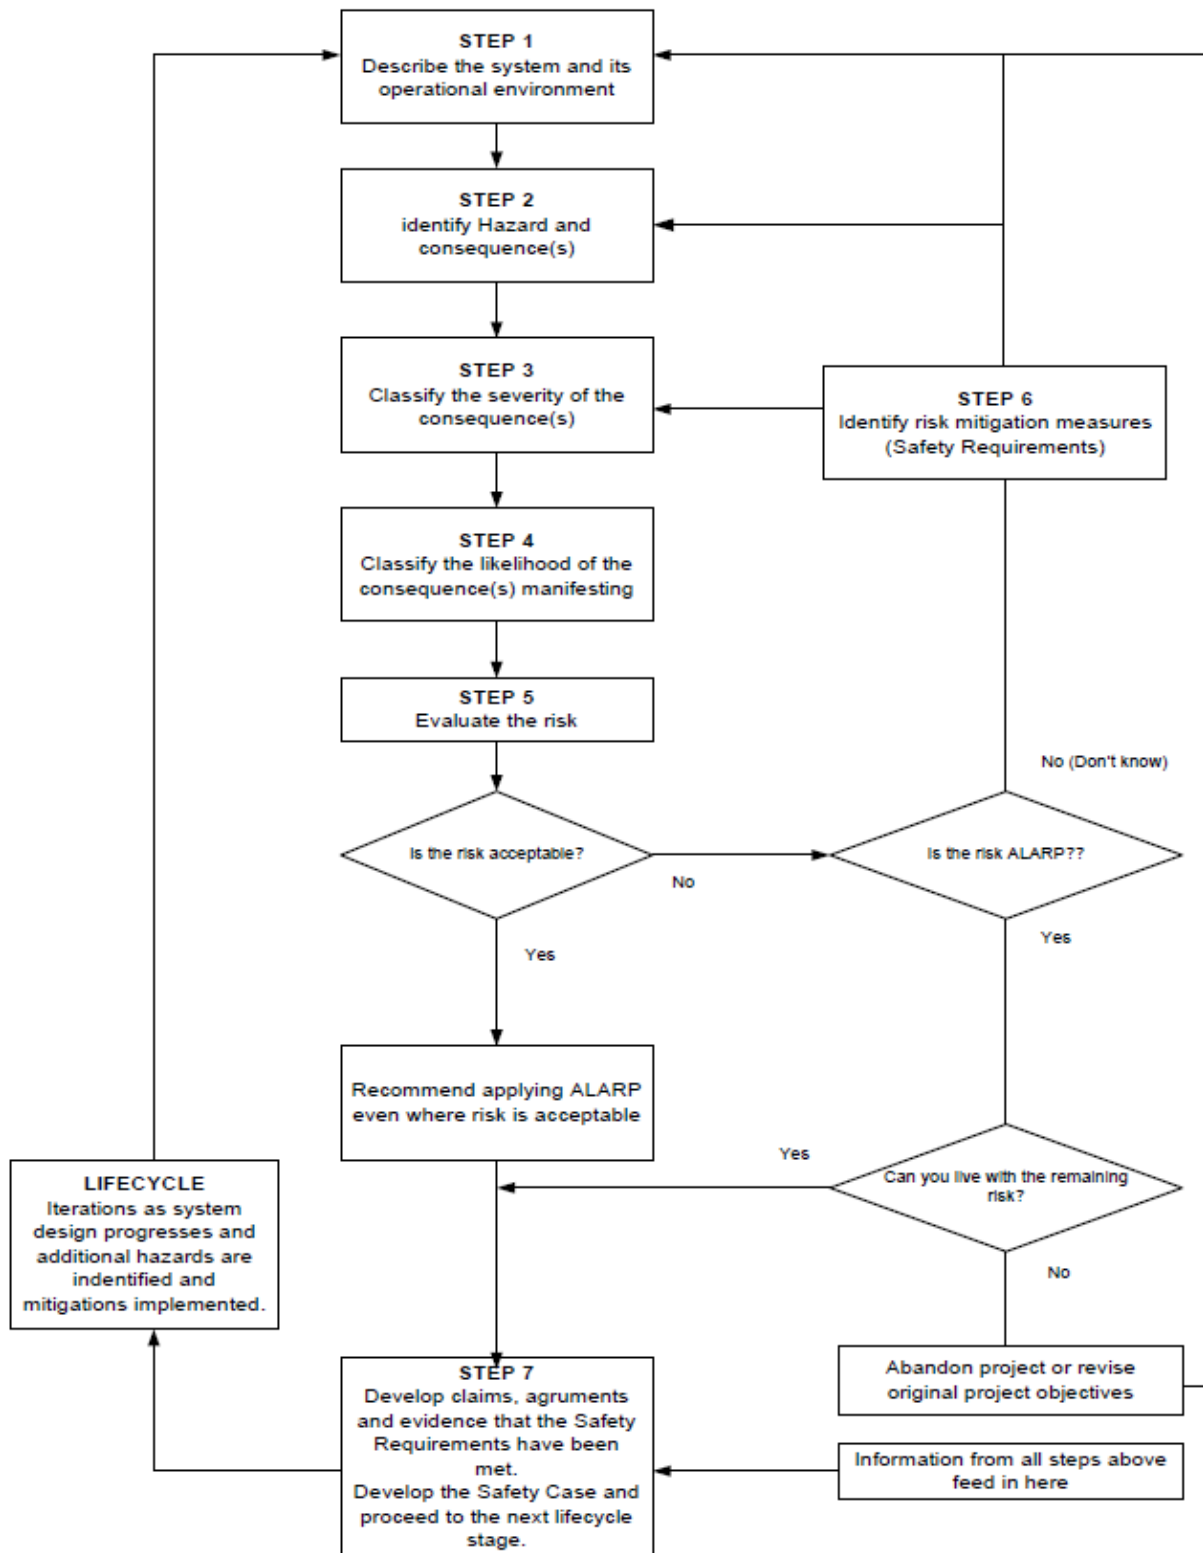 STEP 1
Describe the system and its
operational environment
STEP 2
identify Hazard and
consequence(s)
STEP 3
Classify the severity of the
consequence(s)
STEP 6
Identify risk mitigation measures
(Safety Requirements)
STEP 4
Classify the likelihood of the
consequence(s) manifesting
STEP 5
Evaluate the risk
No (Don't know)
Is the risk acceptable?
Is the risk ALARP??
No
Yes
Yes
Recommend applying ALARP
even where risk is acceptable
Yes
Can you live with the remaining
risk?
No
LIFECYCLE
Iterations as system
design progresses and
additional hazards are
indentified and
mitigations implemented.
STEP 7
Develop claims, agruments
and evidence that the Safety
Requirements have been
met.
Develop the Safety Case and
proceed to the next lifecycle
stage.
Abandon project or revise
original project objectives
Information from all steps above
feed in here